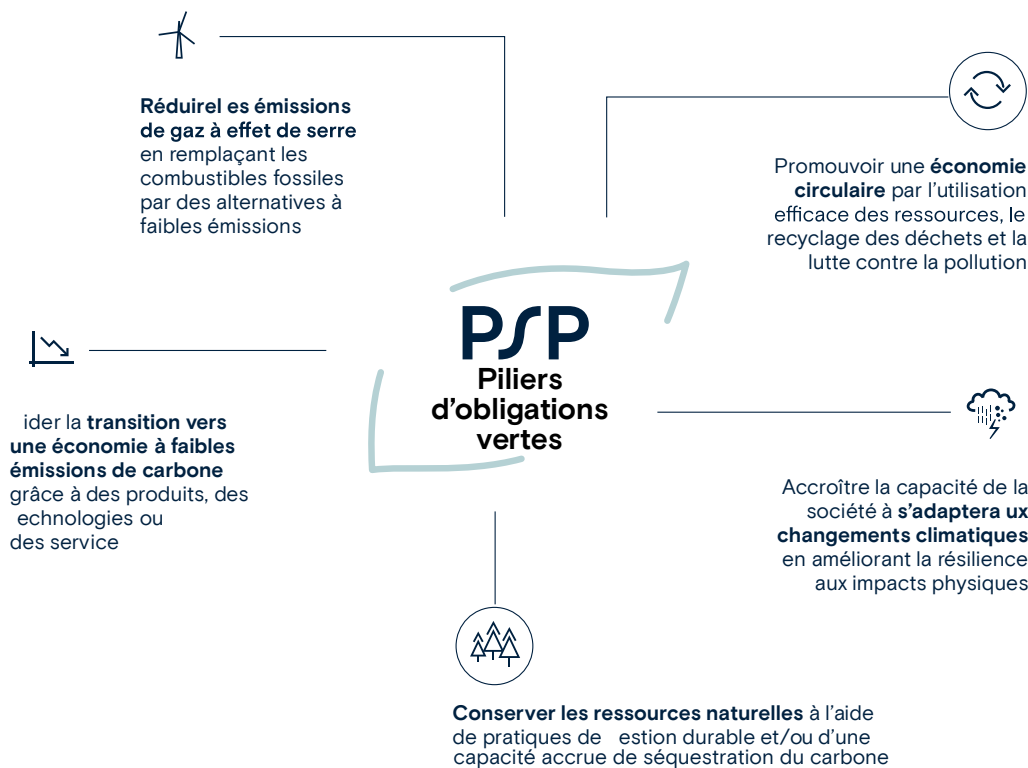 Réduirel es émissions
de gaz à effet de serre
en remplaçant les
combustibles fossiles
par des alternatives à
faibles émissions
Promouvoir une économie
circulaire par l'utilisation
efficace des ressources, le
recyclage des déchets et la
lutte contre la pollution
PSP
Piliers
d'obligations
vertes
ider la transition vers
une économie à faibles
émissions de carbone
grâce à des produits, des
echnologies ou
des service
Accroître la capacité de la
société à s'adaptera ux
changements climatiques
en améliorant la résilience
aux impacts physiques
Conserver les ressources naturelles à l'aide
de pratiques de estion durable et/ou d'une
capacité accrue de séquestration du carbone